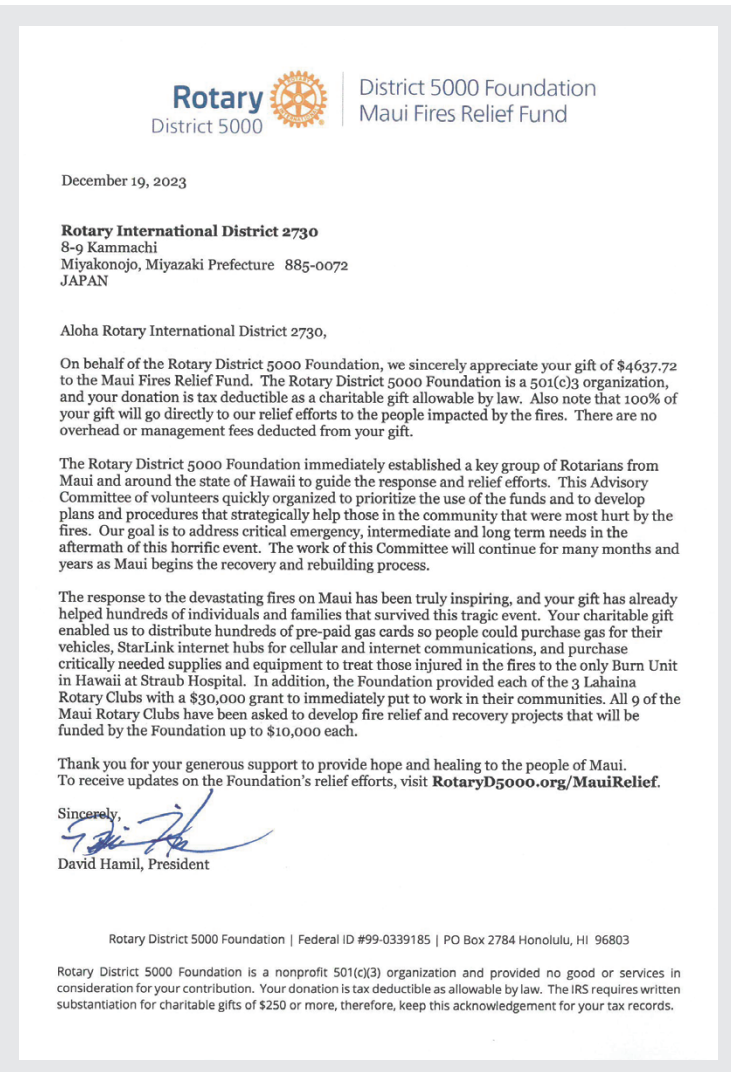 Rotary
District 5000
District 5000 Foundation
Maui Fires Relief Fund
December 19, 2023
Rotary International District 2730
8-9 Kammachi
Miyakonojo, Miyazaki Prefecture 885-0072
JAPAN
Aloha Rotary International District 2730,
On behalf of the Rotary District 5000 Foundation, we sincerely appreciate your gift of $4637.72
to the Maui Fires Relief Fund. The Rotary District 5000 Foundation is a 501(c)3 organization,
and your donation is tax deductible as a charitable gift allowable by law. Also note that 100% of
your gift will go directly to our relief efforts to the people impacted by the fires. There are no
overhead or management fees deducted from your gift.
The Rotary District 5000 Foundation immediately established a key group of Rotarians from
Maui and around the state of Hawaii to guide the response and relief efforts. This Advisory
Committee of volunteers quickly organized to prioritize the use of the funds and to develop
plans and procedures that strategically help those in the community that were most hurt by the
fires. Our goal is to address critical emergency, intermediate and long term needs in the
aftermath of this horrific event. The work of this Committee will continue for many months and
years as Maui begins the recovery and rebuilding process.
The response to the devastating fires on Maui has been truly inspiring, and your gift has already
helped hundreds of individuals and families that survived this tragic event. Your charitable gift
enabled us to distribute hundreds of pre-paid gas cards so people could purchase gas for their
vehicles, StarLink internet hubs for cellular and internet communications, and purchase
critically needed supplies and equipment to treat those injured in the fires to the only Burn Unit
in Hawaii at Straub Hospital. In addition, the Foundation provided each of the 3 Lahaina
Rotary Clubs with a $30,000 grant to immediately put to work in their communities. All 9 of the
Maui Rotary Clubs have been asked to develop fire relief and recovery projects that will be
funded by the Foundation up to $10,000 each.
Thank you for your generous support to provide hope and healing to the people of Maui.
To receive updates on the Foundation's relief efforts, visit RotaryD5000.org/MauiRelief.
Sincerely,
David Hamil, President
Rotary District 5000 Foundation | Federal ID #99-0339185 | PO Box 2784 Honolulu, HI 96803
Rotary District 5000 Foundation is a nonprofit 501(c)(3) organization and provided no good or services in
consideration for your contribution. Your donation is tax deductible as allowable by law. The IRS requires written
substantiation for charitable gifts of $250 or more, therefore, keep this acknowledgement for your tax records.